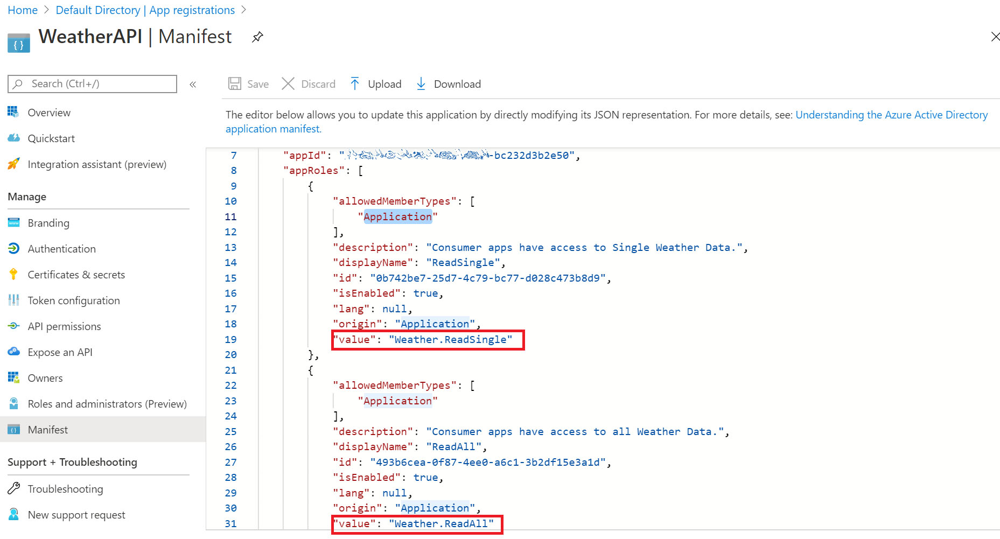 Home > Default Directory | App registrations >
WeatherAPI | Manifest
Search (Ctrl+/)
«
Overview
Quickstart
Integration assistant (preview)
Manage
Branding
Authentication
Certificates & secrets
Token configuration
API permissions
Expose an API
Owners
Roles and administrators (Preview)
Manifest
Support + Troubleshooting
Troubleshooting
New support request
Save Discard Upload Download
The editor below allows you to update this application by directly modifying its JSON representation. For more details, see: Understanding the Azure Active Directory
application manifest.
7 "appId": "-bc232d3b2e50",
8 "appRoles": [
9 {
10 "allowedMemberTypes": [
11 "Application"
12 ],
13 "description": "Consumer apps have access to Single Weather Data.",
14 "displayName": "ReadSingle",
15 "id": "0b742be7-25d7-4c79-bc77-d028c473b8d9",
16 "isEnabled": true,
17 "lang": null,
18 "origin": "Application",
19 "value": "Weather.ReadSingle"
20 },
21 {
22 "allowedMemberTypes": [
23 "Application"
24 ],
25 "description": "Consumer apps have access to all Weather Data.",
26 "displayName": "ReadAll",
27 "id": "493b6cea-0f87-4ee0-a6c1-3b2df15e3a1d",
28 "isEnabled": true,
29 "lang": null,
30 "origin": "Application",
31 "value": "Weather.ReadAll"